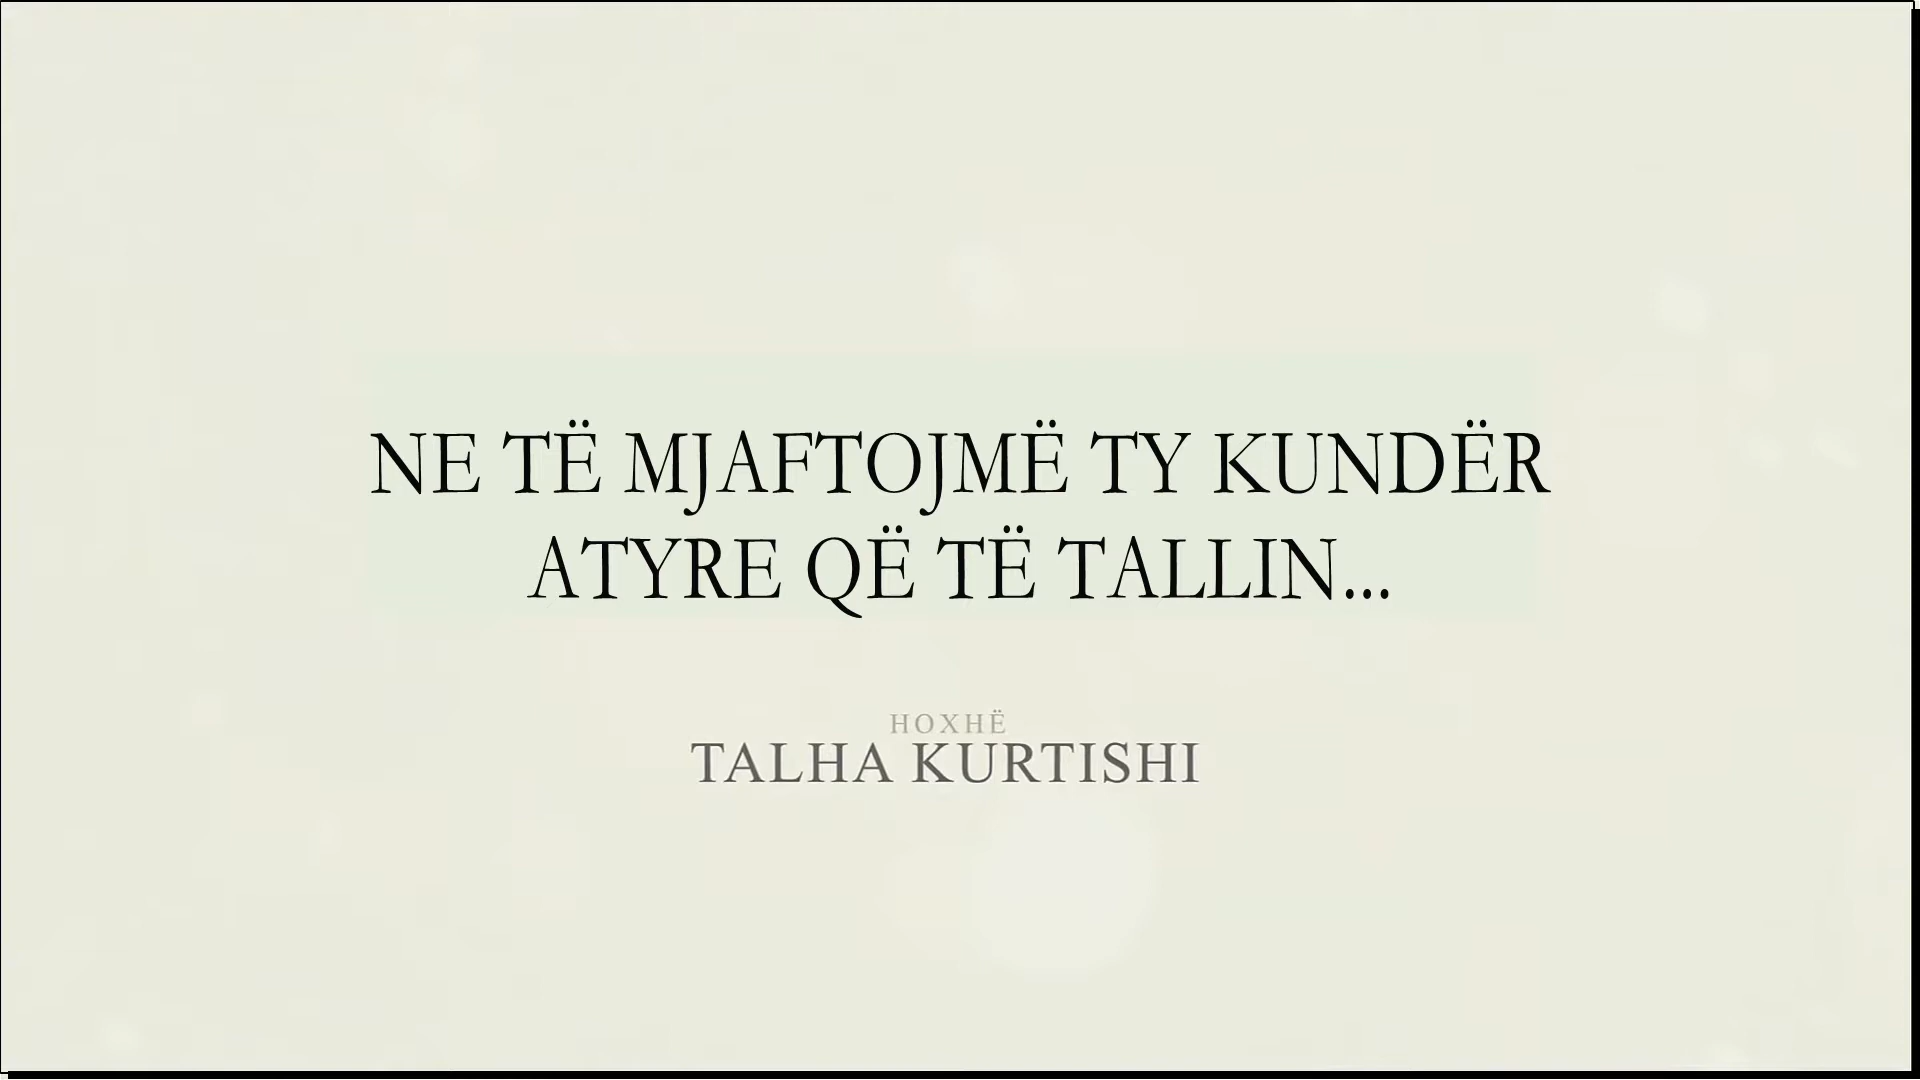 NE TË MJAFTOJMË TY KUNDËR
ATYRE QË TË TALLIN...
HOXHË
TALHA KURTISHI